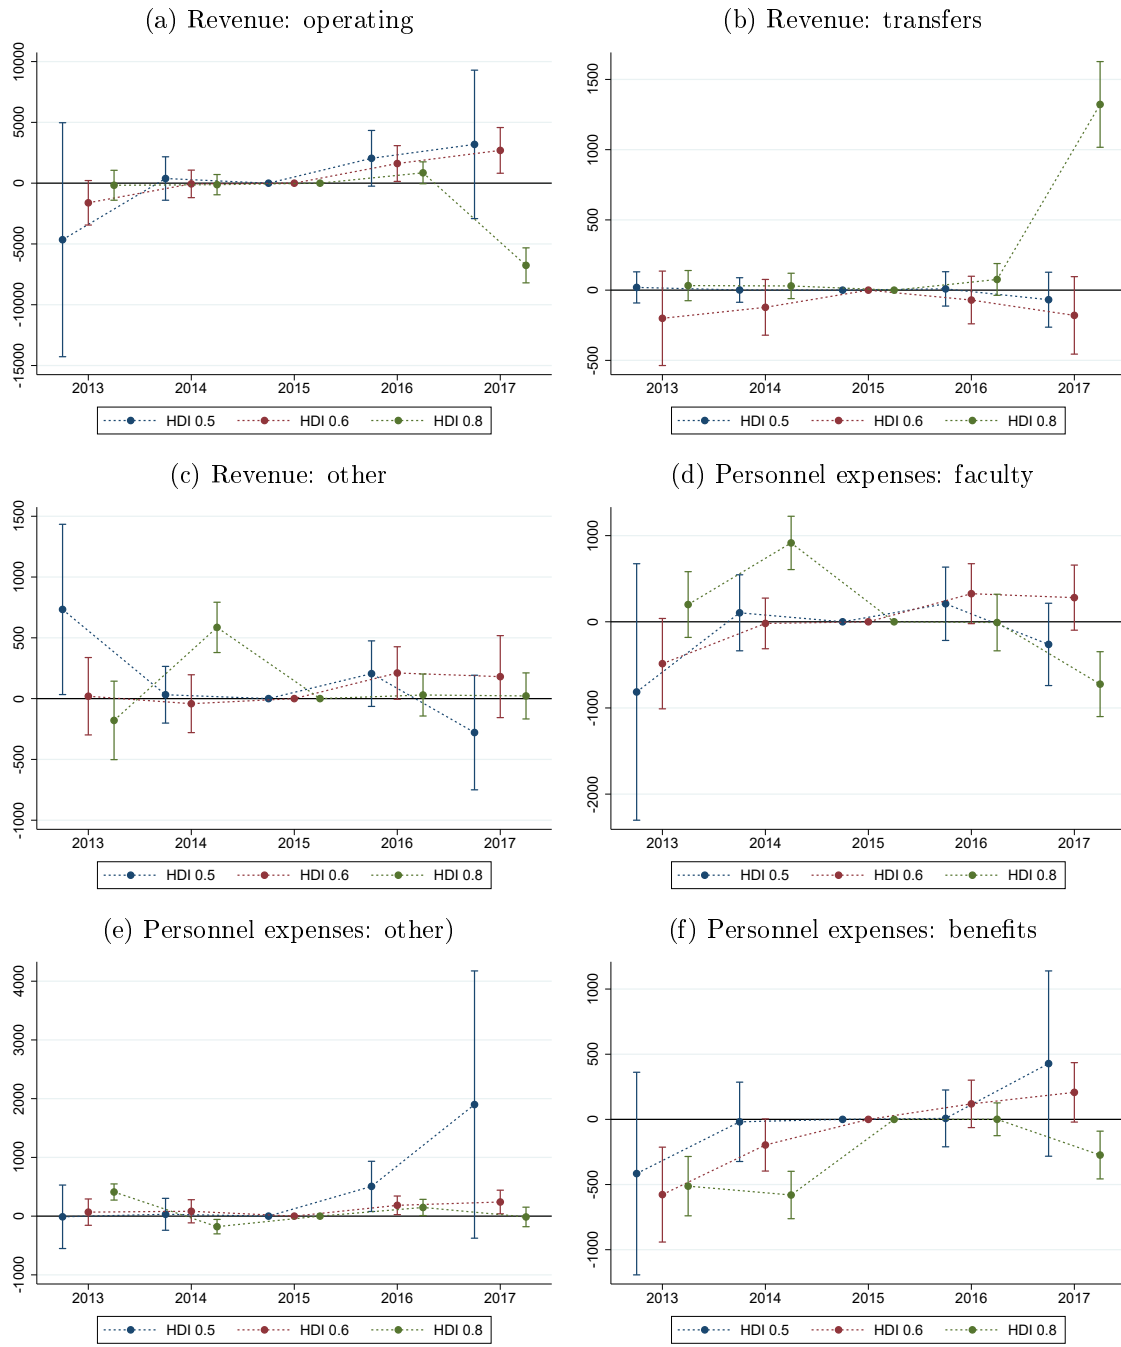 (a) Revenue: operating
10000
5000
0
-5000
-10000
-15000
2013 2014 2015 2016 2017
HDI 0.5 HDI 0.6 HDI 0.8
(b) Revenue: transfers
1500
1000
500
0
-500
2013 2014 2015 2016 2017
HDI 0.5 HDI 0.6 HDI 0.8
(c) Revenue: other
1500
1000
500
0
-500
-1000
2013 2014 2015 2016 2017
HDI 0.5 HDI 0.6 HDI 0.8
(d) Personnel expenses: faculty
1000
0
-1000
-2000
2013 2014 2015 2016 2017
HDI 0.5 HDI 0.6 HDI 0.8
(e) Personnel expenses: other)
4000
3000
2000
1000
0
-1000
2013 2014 2015 2016 2017
HDI 0.5 HDI 0.6 HDI 0.8
(f) Personnel expenses: benefits
1000
500
0
-500
-1000
2013 2014 2015 2016 2017
HDI 0.5 HDI 0.6 HDI 0.8